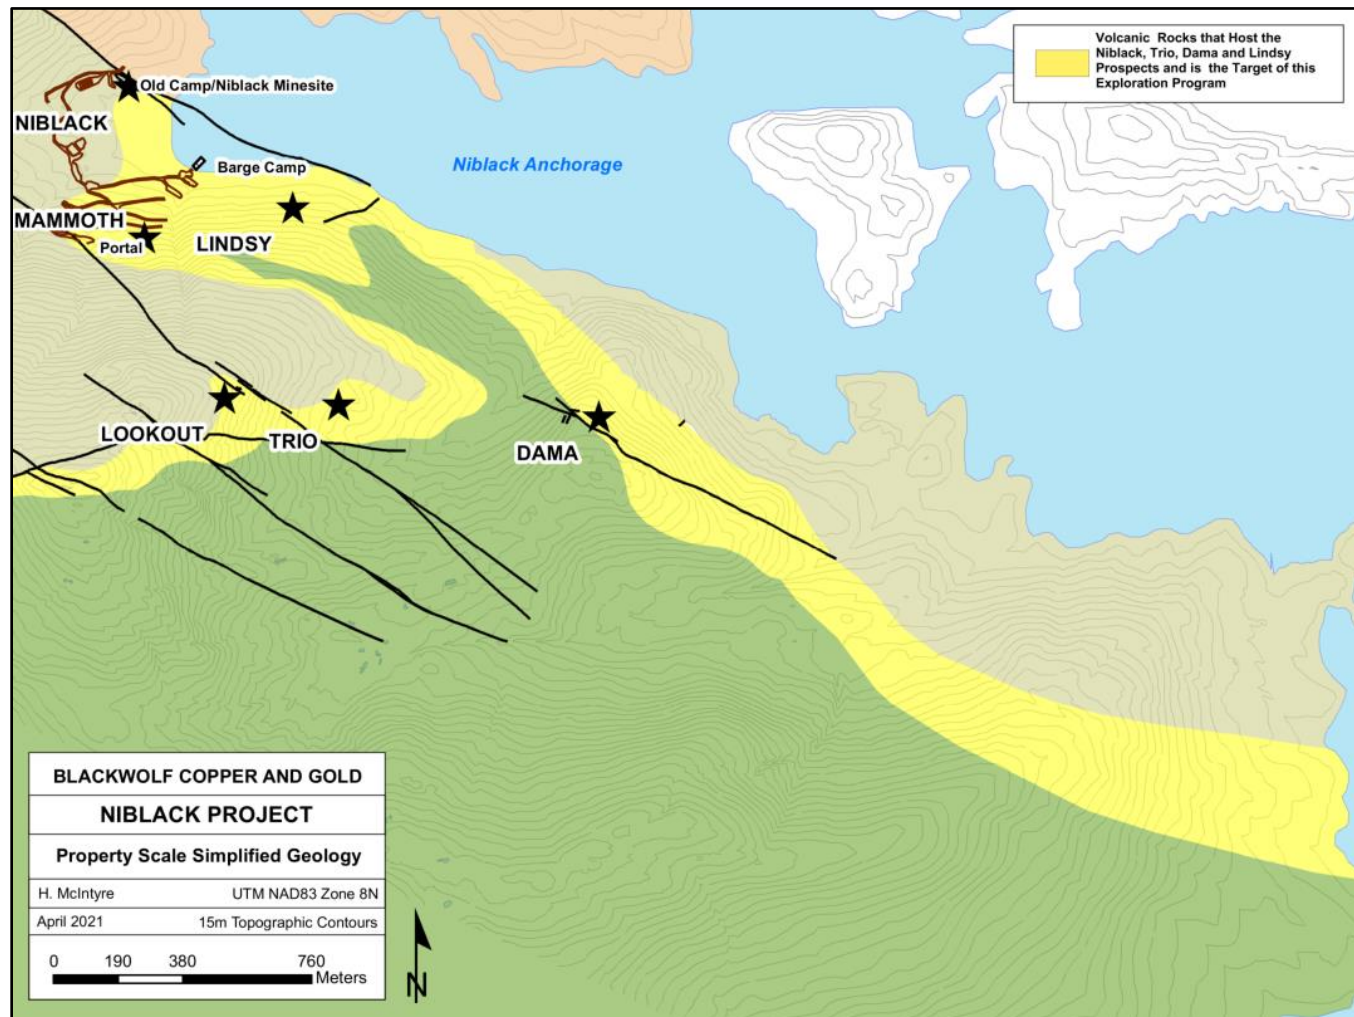 Volcanic Rocks that Host the
Niblack, Trio, Dama and Lindsy
Prospects and is the Target of this
Exploration Program
Old Camp/Niblack Minesite
NIBLACK
Barge Camp
Niblack Anchorage
MAMMOTH
Portal
LINDSY
LOOKOUT
TRIO
DAMA
BLACKWOLF COPPER AND GOLD
NIBLACK PROJECT
Property Scale Simplified Geology
H. McIntyre UTM NAD83 Zone 8N
April 2021 15m Topographic Contours
0 190 380 760
Meters
N